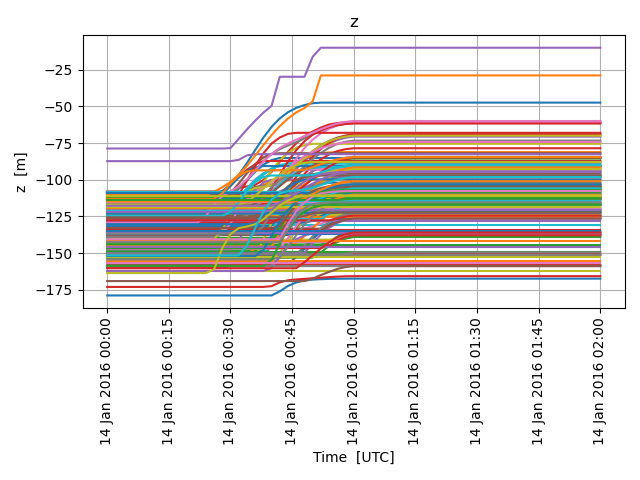 z
−25
−50
−75
−100
−125
−150
−175
z [m]
14 Jan 2016 00:00
14 Jan 2016 00:15
14 Jan 2016 00:30
14 Jan 2016 00:45
14 Jan 2016 01:00
14 Jan 2016 01:15
14 Jan 2016 01:30
14 Jan 2016 01:45
14 Jan 2016 02:00
Time [UTC]